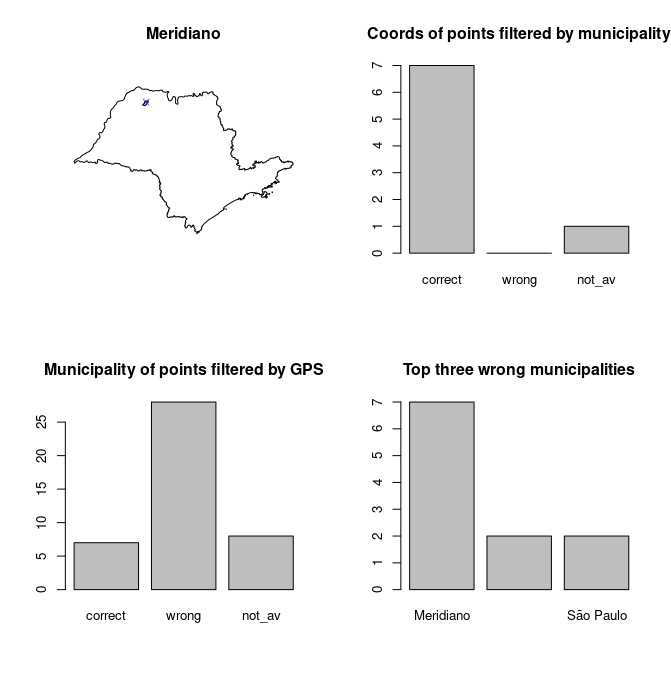 Meridiano
Coords of points filtered by municipality
0 1 2 3 4 5 6 7
correct wrong not_av
Municipality of points filtered by GPS
0 5 10 15 20 25
correct wrong not_av
Top three wrong municipalities
0 1 2 3 4 5 6 7
Meridiano São Paulo